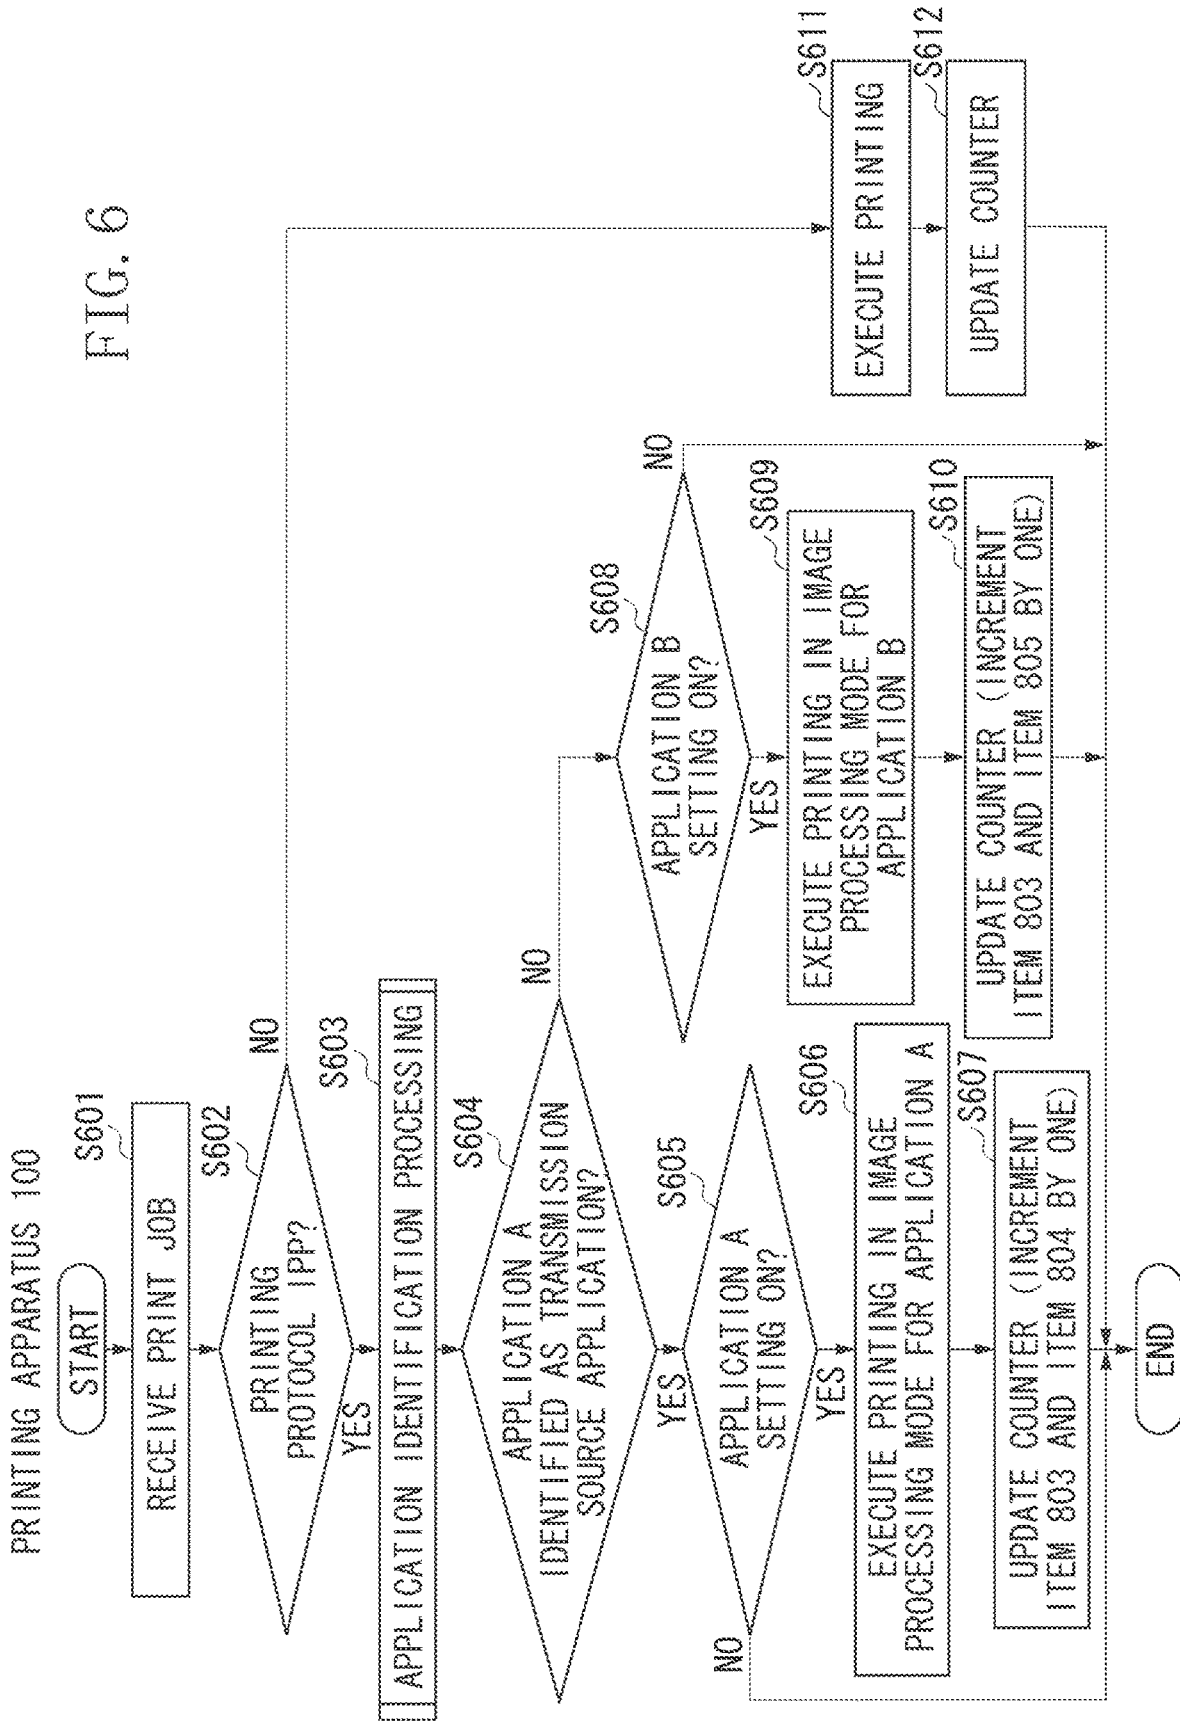 FIG. 6
PRINTING APPARATUS 100
START
S601
RECEIVE PRINT JOB
S602
PRINTING
PROTOCOL IPP?
NO
YES
S603
APPLICATION IDENTIFICATION PROCESSING
S604
APPLICATION A
IDENTIFIED AS TRANSMISSION
SOURCE APPLICATION?
NO
YES
S605
APPLICATION A
SETTING ON?
NO
YES
S606
EXECUTE PRINTING IN IMAGE
PROCESSING MODE FOR APPLICATION A
S607
UPDATE COUNTER (INCREMENT
ITEM 803 AND ITEM 804 BY ONE)
S608
APPLICATION B
SETTING ON?
NO
YES
S609
EXECUTE PRINTING IN IMAGE
PROCESSING MODE FOR
APPLICATION B
S610
UPDATE COUNTER (INCREMENT
ITEM 803 AND ITEM 805 BY ONE)
S611
EXECUTE PRINTING
S612
UPDATE COUNTER
END